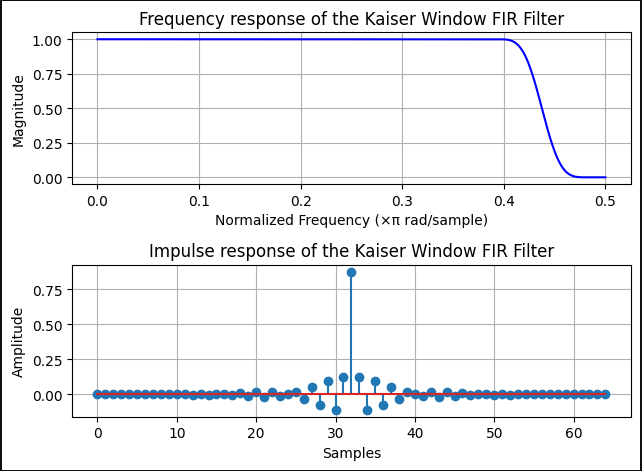 Frequency response of the Kaiser Window FIR Filter
1.00
0.75
0.50
0.25
0.00
Magnitude
0.0 0.1 0.2 0.3 0.4 0.5
Normalized Frequency (×π rad/sample)
Impulse response of the Kaiser Window FIR Filter
0.75
0.50
0.25
0.00
Amplitude
0 10 20 30 40 50 60
Samples